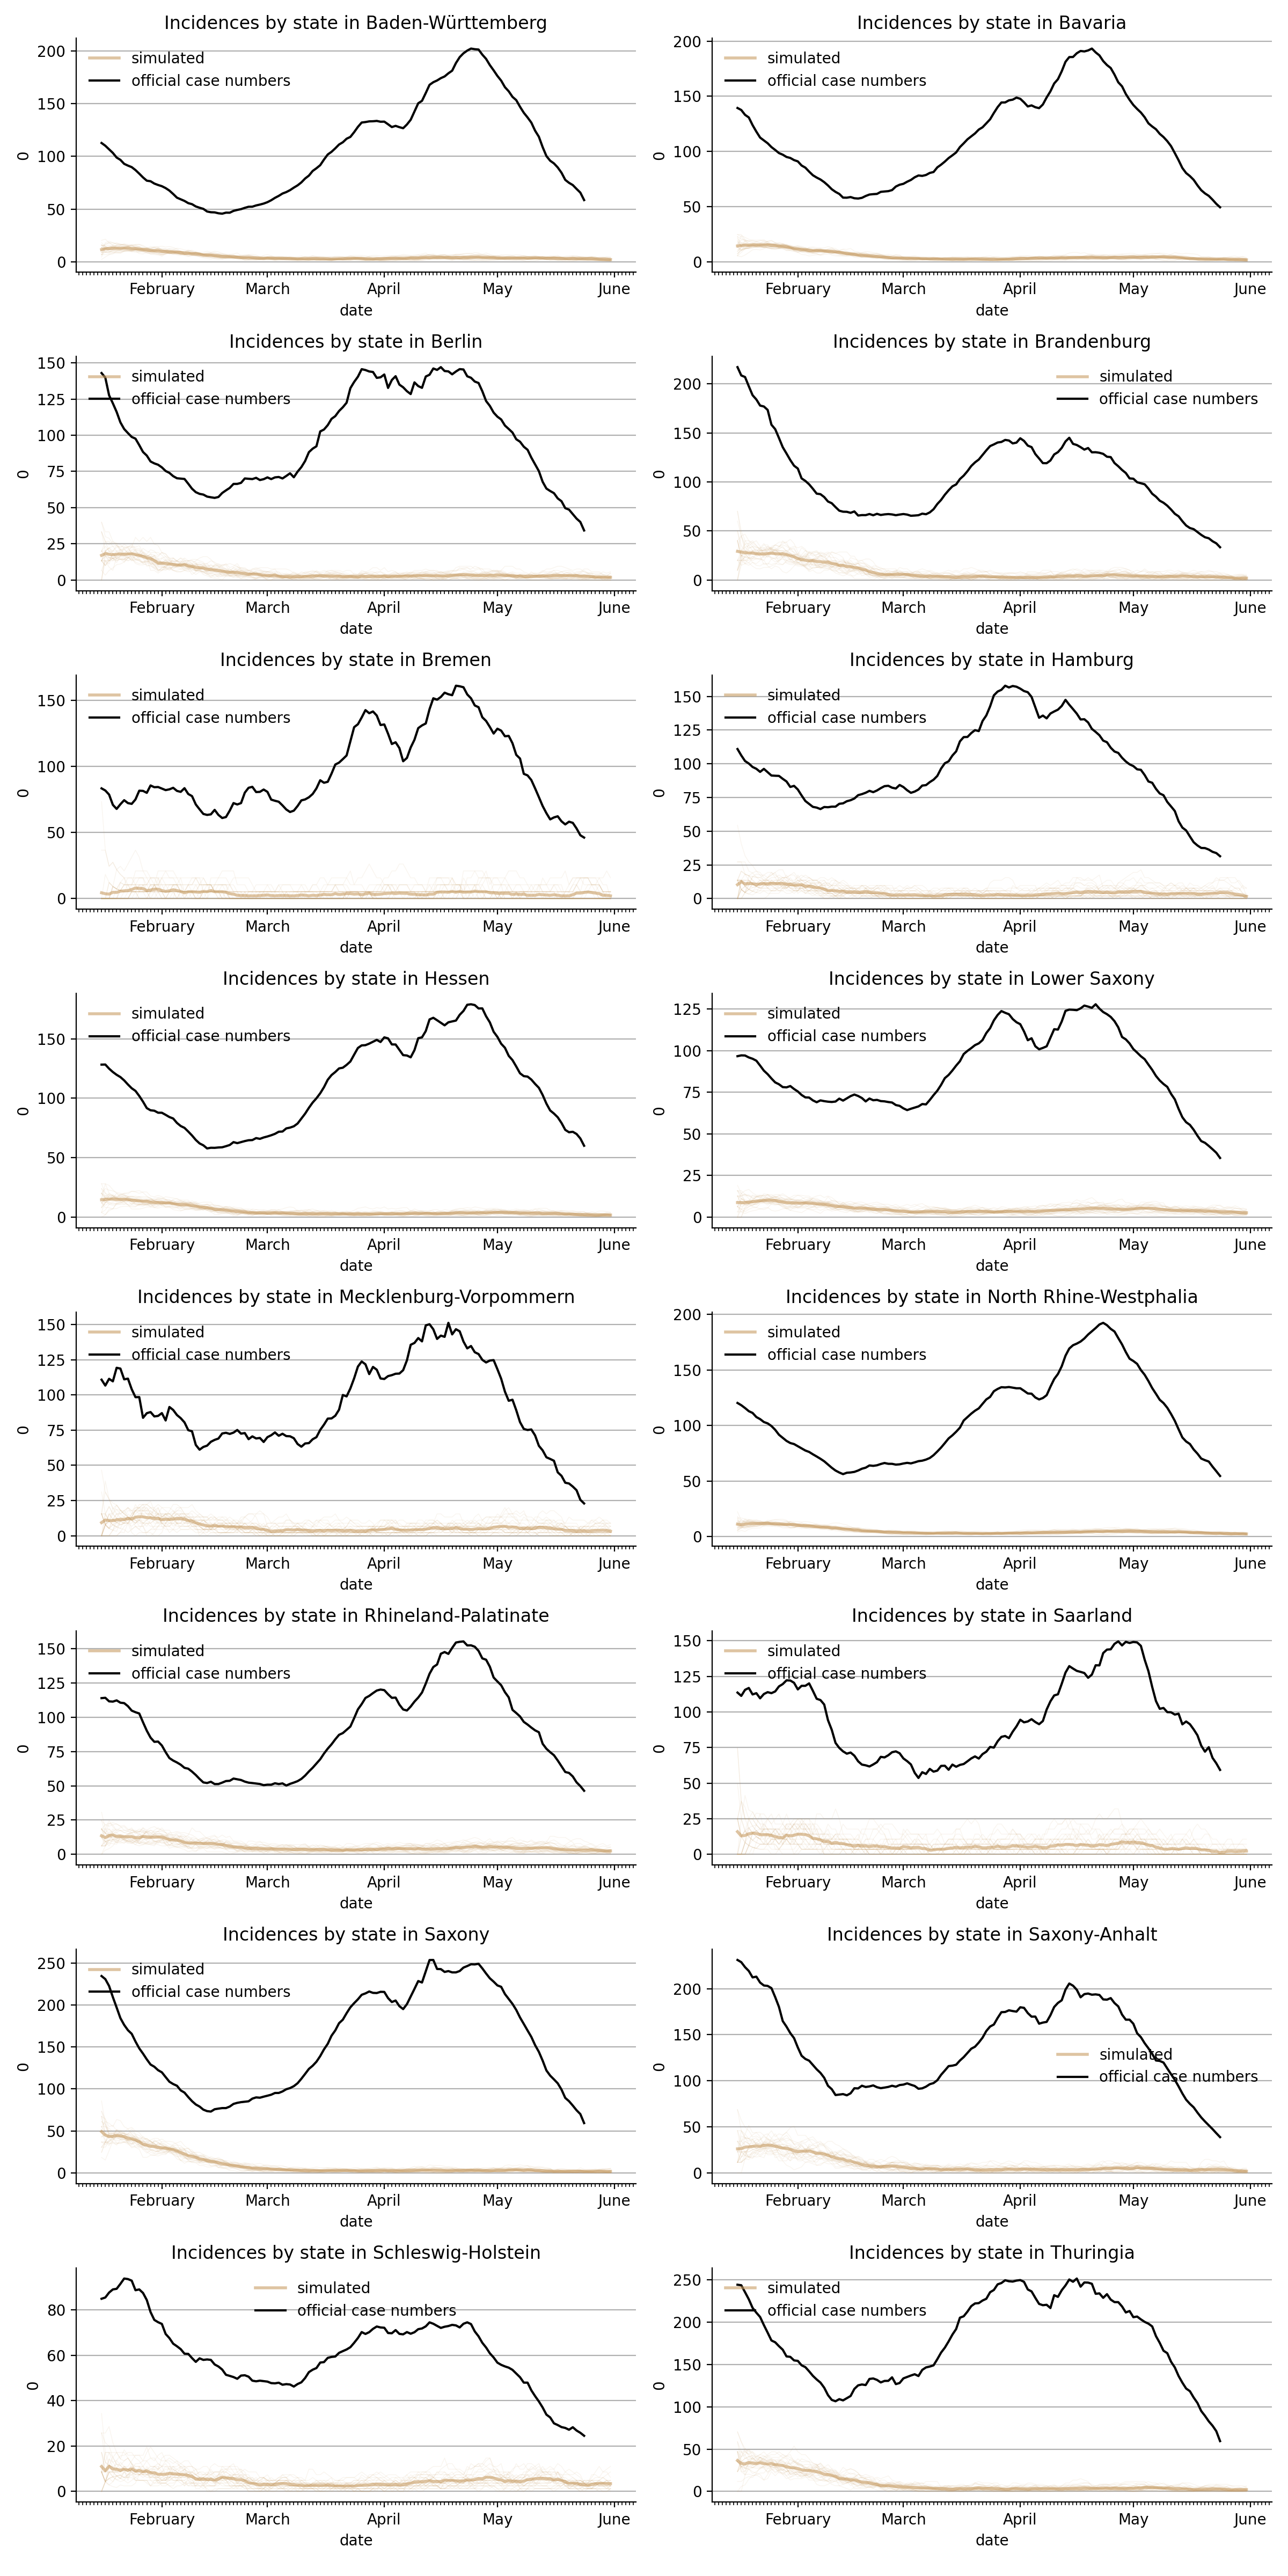 Incidences by state in Baden-Württemberg
200
150
100
50
0
0
simulated
official case numbers
February March April May June
date
Incidences by state in Bavaria
200
150
100
50
0
0
simulated
official case numbers
February March April May June
date
Incidences by state in Berlin
150
125
100
75
50
25
0
0
simulated
official case numbers
February March April May June
date
Incidences by state in Brandenburg
200
150
100
50
0
0
simulated
official case numbers
February March April May June
date
Incidences by state in Bremen
150
100
50
0
0
simulated
official case numbers
February March April May June
date
Incidences by state in Hamburg
150
125
100
75
50
25
0
0
simulated
official case numbers
February March April May June
date
Incidences by state in Hessen
150
100
50
0
0
simulated
official case numbers
February March April May June
date
Incidences by state in Lower Saxony
125
100
75
50
25
0
0
simulated
official case numbers
February March April May June
date
Incidences by state in Mecklenburg-Vorpommern
150
125
100
75
50
25
0
0
simulated
official case numbers
February March April May June
date
Incidences by state in North Rhine-Westphalia
200
150
100
50
0
0
simulated
official case numbers
February March April May June
date
Incidences by state in Rhineland-Palatinate
150
125
100
75
50
25
0
0
simulated
official case numbers
February March April May June
date
Incidences by state in Saarland
150
125
100
75
50
25
0
0
simulated
official case numbers
February March April May June
date
Incidences by state in Saxony
250
200
150
100
50
0
0
simulated
official case numbers
February March April May June
date
Incidences by state in Saxony-Anhalt
200
150
100
50
0
0
simulated
official case numbers
February March April May June
date
Incidences by state in Schleswig-Holstein
80
60
40
20
0
0
simulated
official case numbers
February March April May June
date
Incidences by state in Thuringia
250
200
150
100
50
0
0
simulated
official case numbers
February March April May June
date